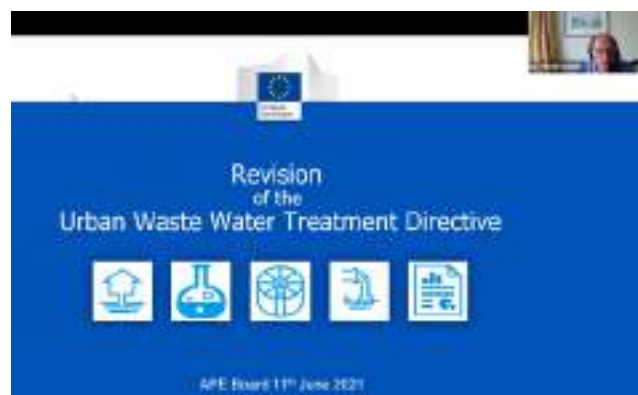 Revision
of the
Urban Waste Water Treatment Directive
APE Board 11th June 2021